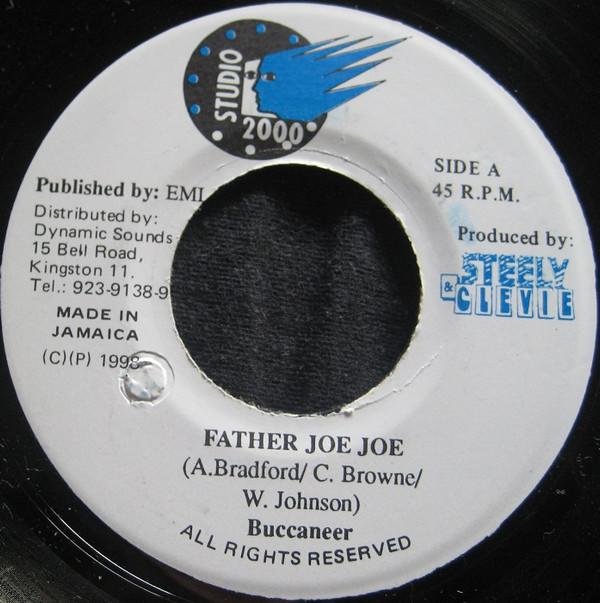 STUDIO
2000
SIDE A
45 R.P.M.
Published by: EMI
Distributed by:
Dynamic Sounds
15 Bell Road,
Kingston 11.
Tel.: 923-9138-9
MADE IN
JAMAICA
(C)(P) 1998
Produced by:
STEELY
& CLEVIE
FATHER JOE JOE
(A.Bradford/ C. Browne/
W. Johnson)
Buccaneer
ALL RIGHTS RESERVED